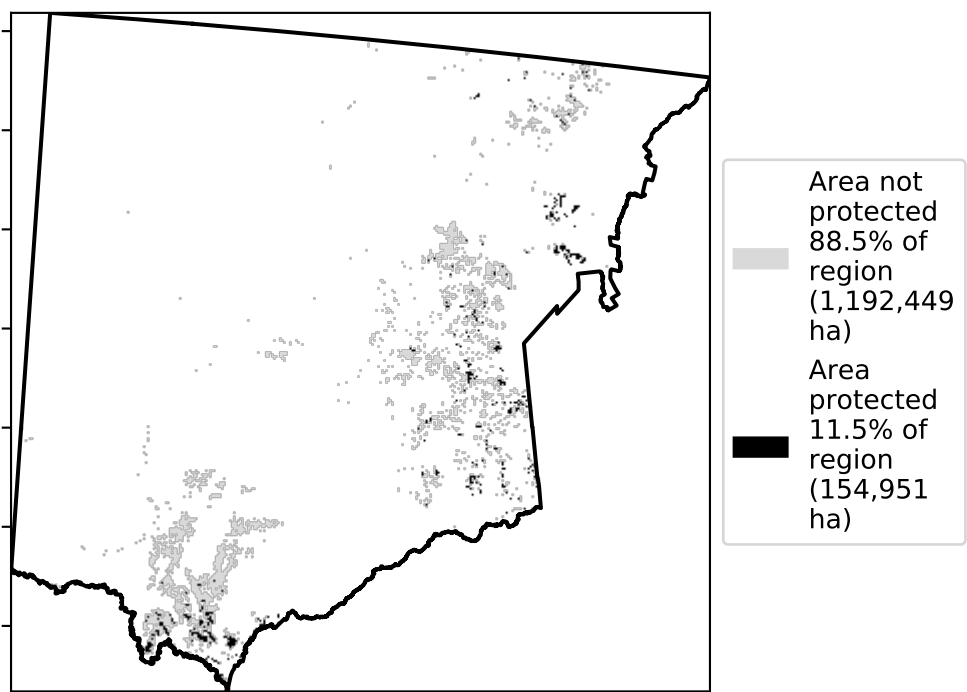 Area not
protected
88.5% of
region
(1,192,449
ha)
Area
protected
11.5% of
region
(154,951
ha)